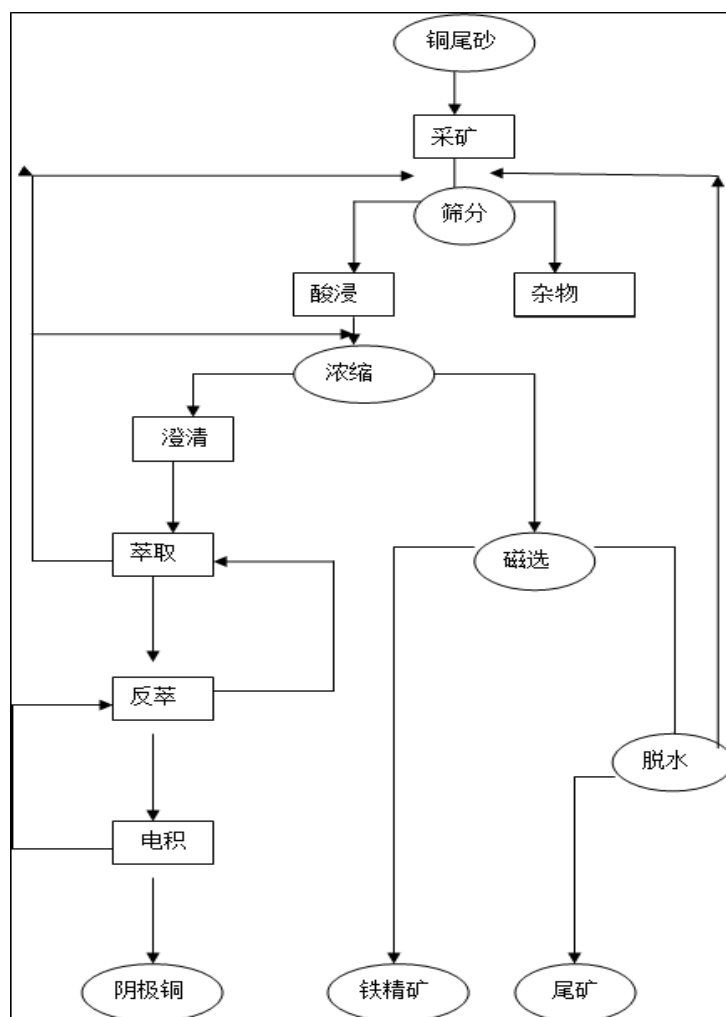 铜尾砂
采矿
筛分
酸浸
杂物
浓缩
澄清
萃取
磁选
反萃
脱水
电积
阴极铜
铁精矿
尾矿